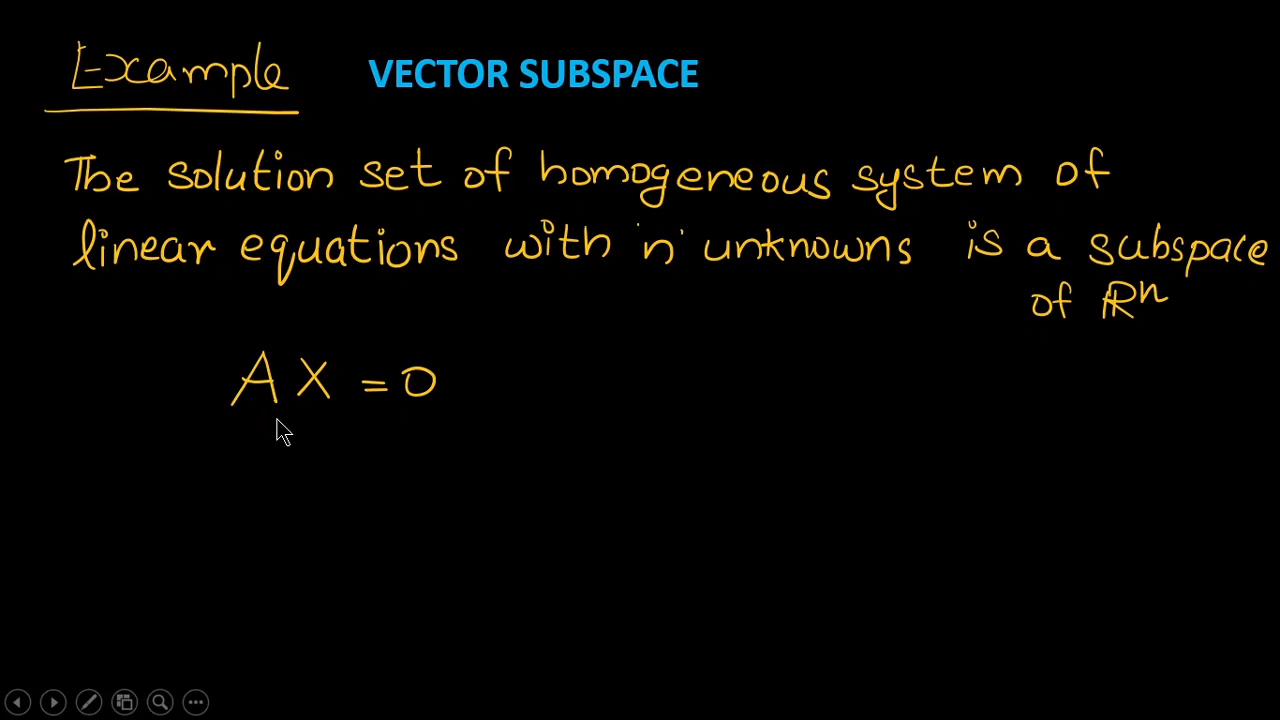 Example VECTOR SUBSPACE
The solution set of homogeneous system of
linear equations with 'n' unknowns is a subspace
of ℝⁿ
AX = 0